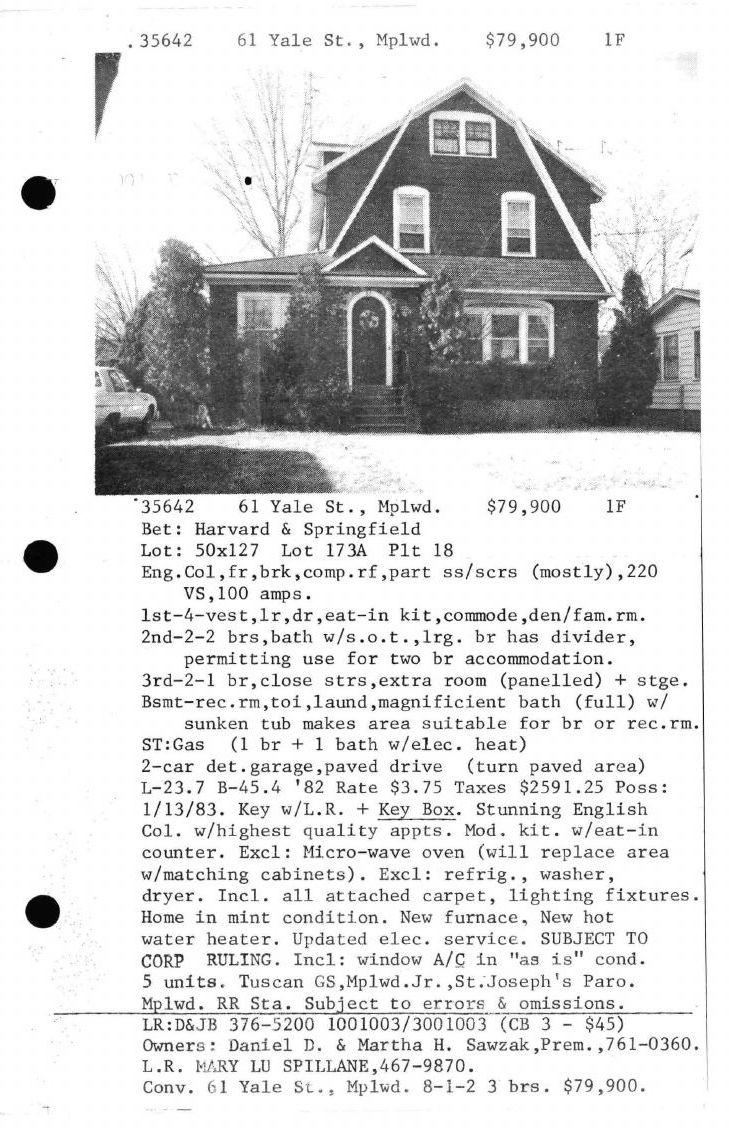 .35642 61 Yale St., Mplwd. $79,900 1F
35642 61 Yale St., Mplwd. $79,900 1F
Bet: Harvard & Springfield
Lot: 50x127 Lot 173A Plt 18
Eng.Col,fr,brk,comp.rf,part ss/scrs (mostly),220
VS,100 amps.
1st-4-vest,lr,dr,eat-in kit,commode,den/fam.rm.
2nd-2-2 brs,bath w/s.o.t.,lrg. br has divider,
permitting use for two br accommodation.
3rd-2-1 br,close strs,extra room (panelled) + stge.
Bsmt-rec.rm,toi,laund,magnificient bath (full) w/
sunken tub makes area suitable for br or rec.rm.
ST:Gas (1 br + 1 bath w/elec. heat)
2-car det.garage,paved drive (turn paved area)
L-23.7 B-45.4 '82 Rate $3.75 Taxes $2591.25 Poss:
1/13/83. Key w/L.R. + Key Box. Stunning English
Col. w/highest quality appts. Mod. kit. w/eat-in
counter. Excl: Micro-wave oven (will replace area
w/matching cabinets). Excl: refrig., washer,
dryer. Incl. all attached carpet, lighting fixtures.
Home in mint condition. New furnace, New hot
water heater. Updated elec. service. SUBJECT TO
CORP RULING. Incl: window A/C in "as is" cond.
5 units. Tuscan GS,Mplwd.Jr.,St.Joseph's Paro.
Mplwd. RR Sta. Subject to errors & omissions.
LR:D&JB 376-5200 1001003/3001003 (CB 3 - $45)
Owners: Daniel D. & Martha H. Sawzak,Prem.,761-0360.
L.R. MARY LU SPILLANE,467-9870.
Conv. 61 Yale St., Mplwd. 8-1-2 3 brs. $79,900.